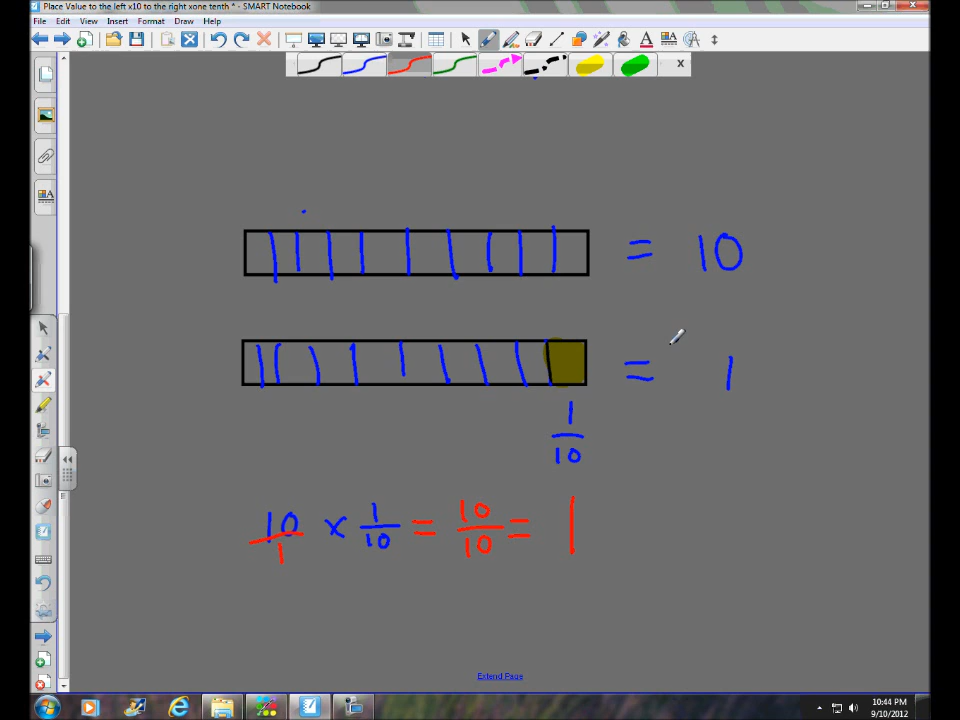 Place Value to the left x10 to the right xone tenth * - SMART Notebook
File Edit View Insert Format Draw Help
x
= 10
= 1
1
10
10/1 x 1/10 = 10/10 = 1
Extend Page
10:44 PM
9/10/2012